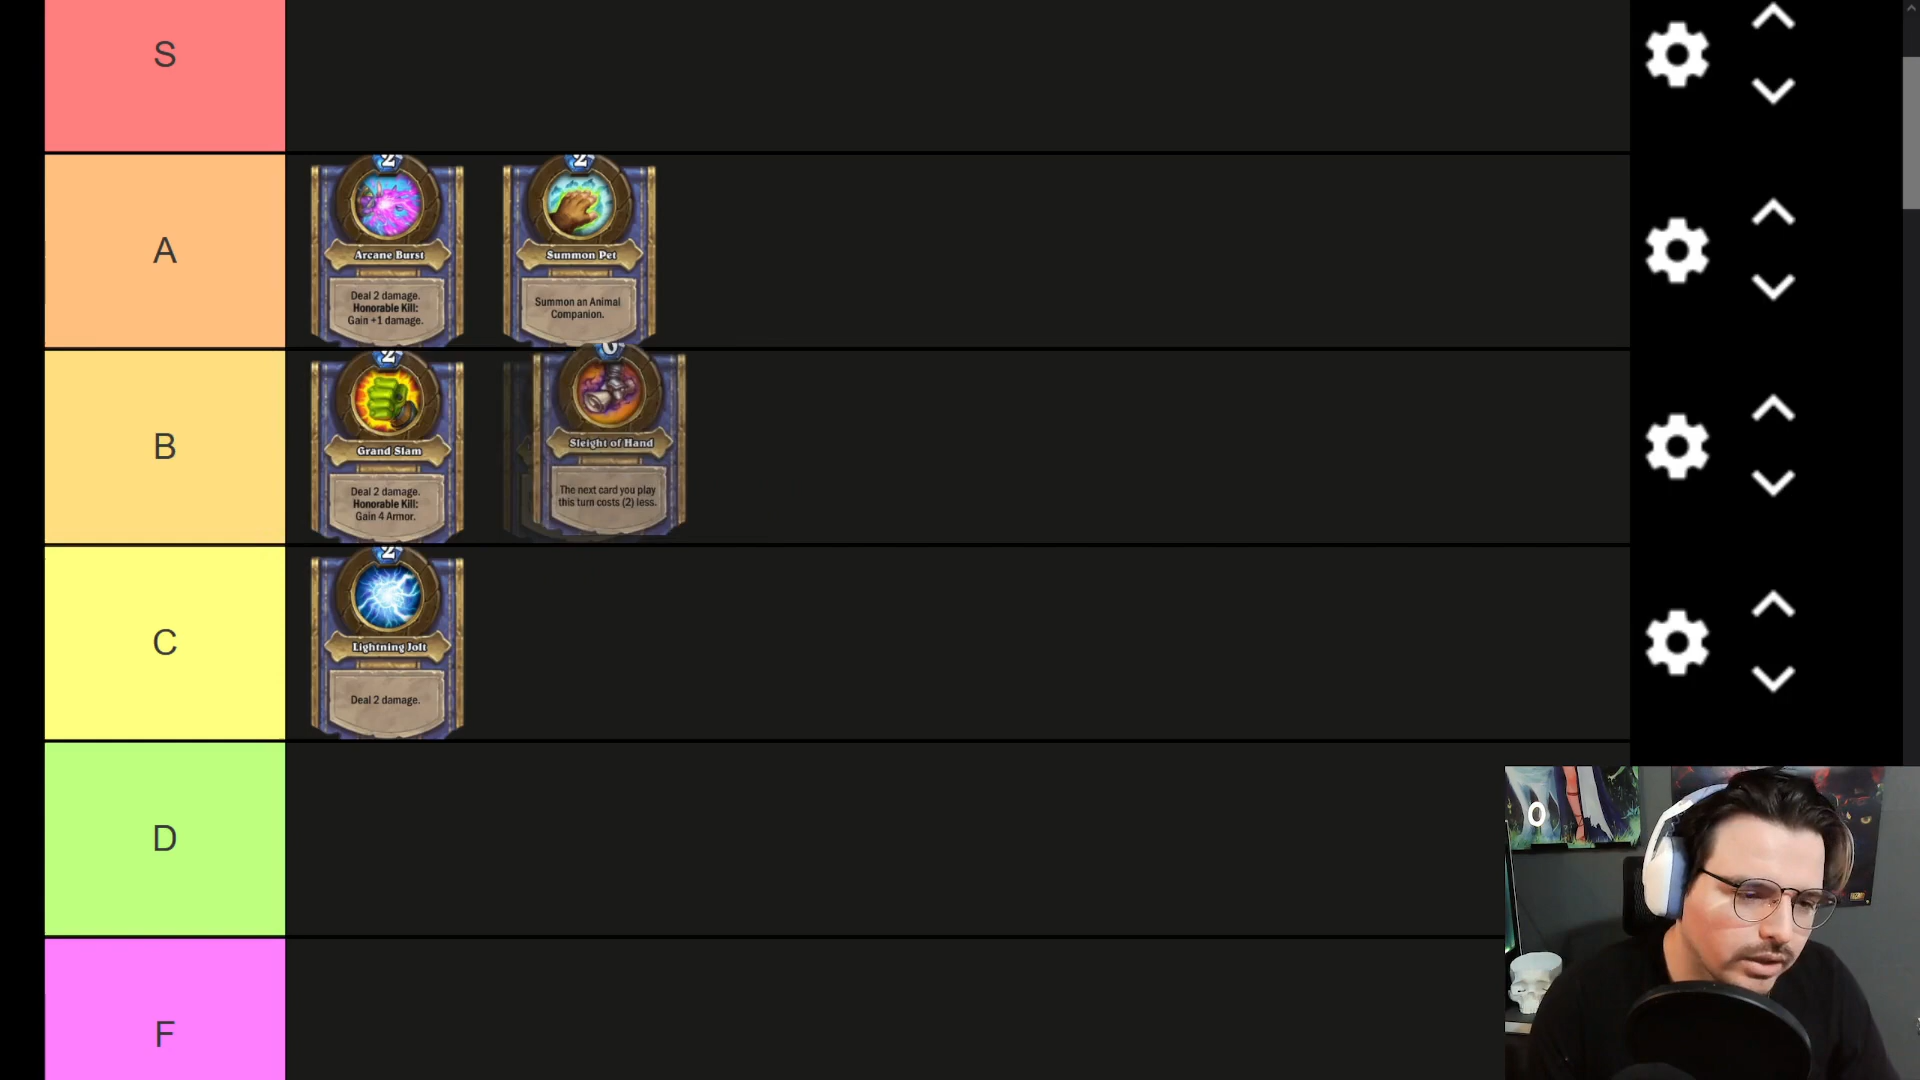 S
A
2
Arcane Burst
Deal 2 damage.
Honorable Kill:
Gain +1 damage.
2
Summon Pet
Summon an Animal
Companion.
B
2
Grand Slam
Deal 2 damage.
Honorable Kill:
Gain 4 Armor.
0
Sleight of Hand
The next card you play
this turn costs (2) less.
C
2
Lightning Jolt
Deal 2 damage.
D
0
F